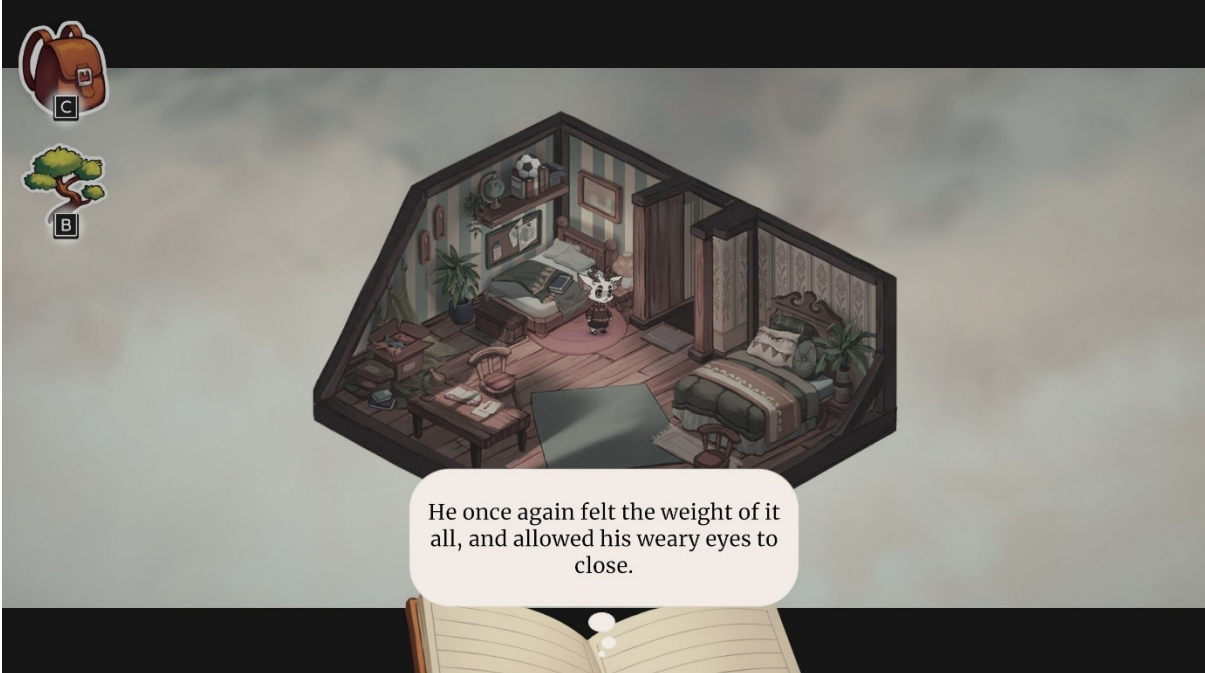 C
B
He once again felt the weight of it
all, and allowed his weary eyes to
close.